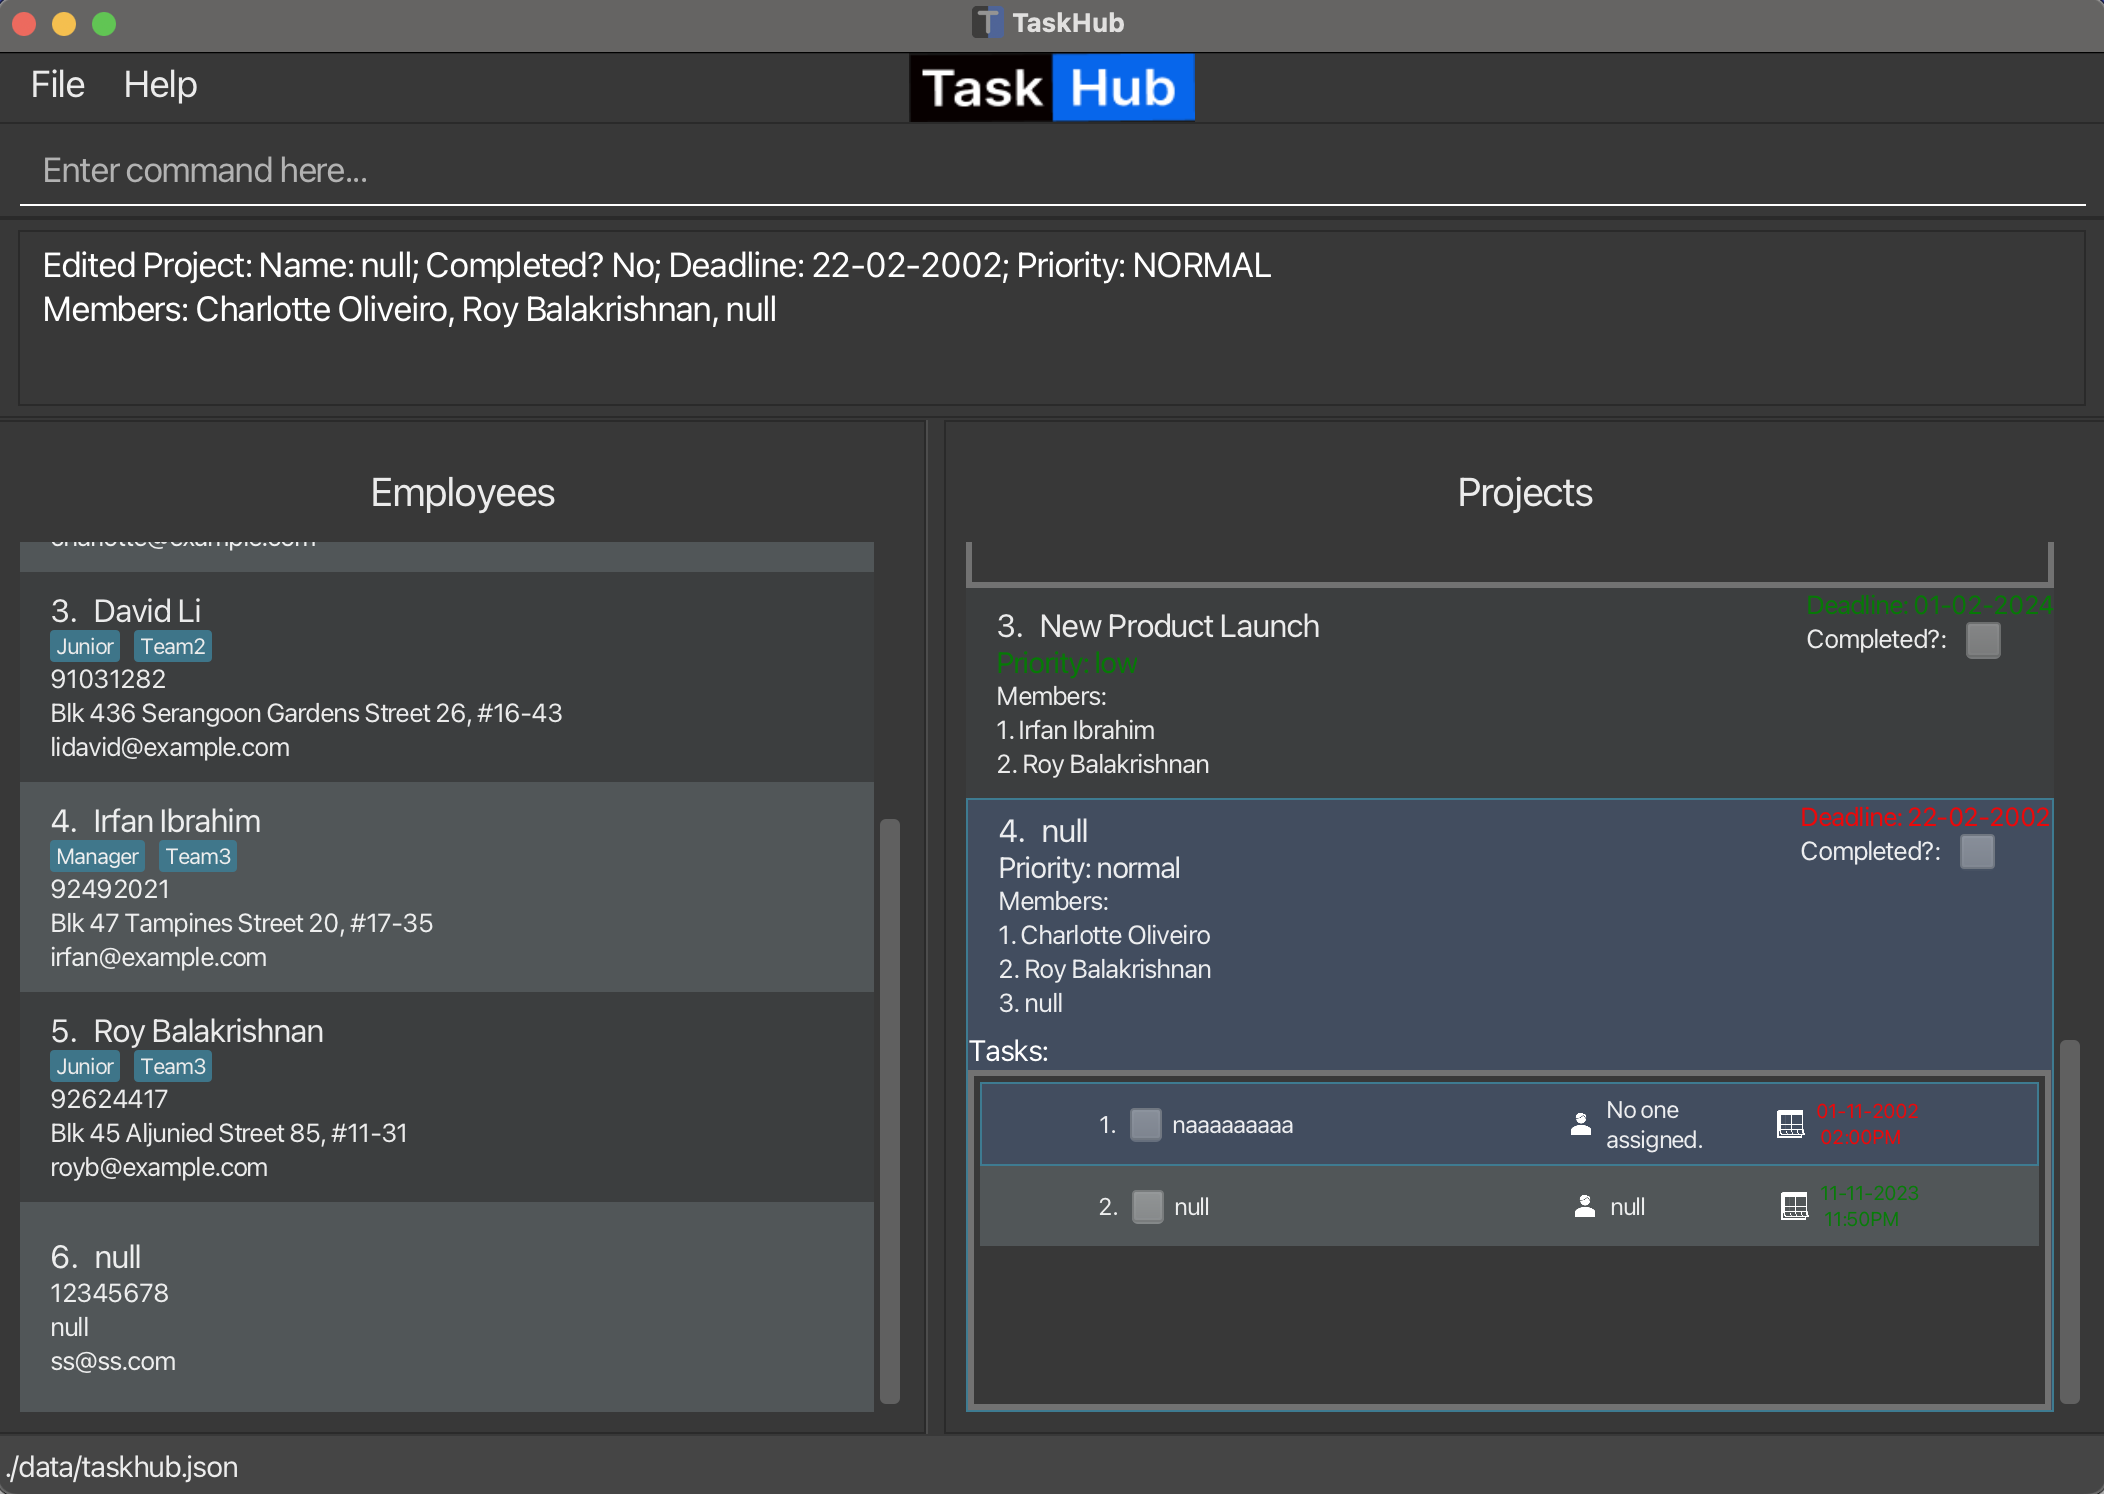 TaskHub
File Help
Task Hub
Enter command here...
Edited Project: Name: null; Completed? No; Deadline: 22-02-2002; Priority: NORMAL
Members: Charlotte Oliveiro, Roy Balakrishnan, null
Employees
charlotte@example.com
3. David Li
Junior Team2
91031282
Blk 436 Serangoon Gardens Street 26, #16-43
lidavid@example.com
4. Irfan Ibrahim
Manager Team3
92492021
Blk 47 Tampines Street 20, #17-35
irfan@example.com
5. Roy Balakrishnan
Junior Team3
92624417
Blk 45 Aljunied Street 85, #11-31
royb@example.com
6. null
12345678
null
ss@ss.com
Projects
3. New Product Launch
Deadline: 01-02-2024
Completed?:
Priority: low
Members:
1. Irfan Ibrahim
2. Roy Balakrishnan
4. null
Deadline: 22-02-2002
Completed?:
Priority: normal
Members:
1. Charlotte Oliveiro
2. Roy Balakrishnan
3. null
Tasks:
1. naaaaaaaaa
No one
assigned.
01-11-2002
02:00PM
2. null
null
11-11-2023
11:50PM
./data/taskhub.json